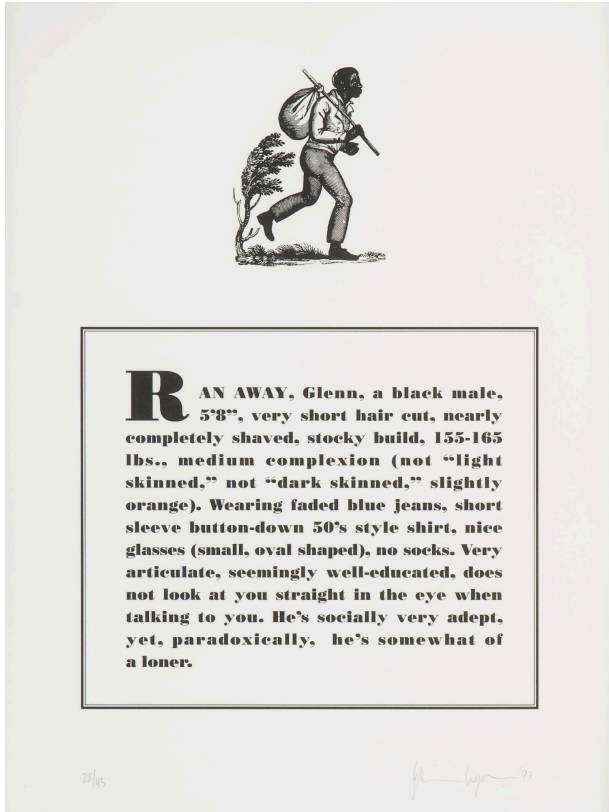 RAN AWAY, Glenn, a black male,
5'8”, very short hair cut, nearly
completely shaved, stocky build, 155-165
lbs., medium complexion (not “light
skinned,” not “dark skinned,” slightly
orange). Wearing faded blue jeans, short
sleeve button-down 50's style shirt, nice
glasses (small, oval shaped), no socks. Very
articulate, seemingly well-educated, does
not look at you straight in the eye when
talking to you. He's socially very adept,
yet, paradoxically, he's somewhat of
a loner.
28/45
'93